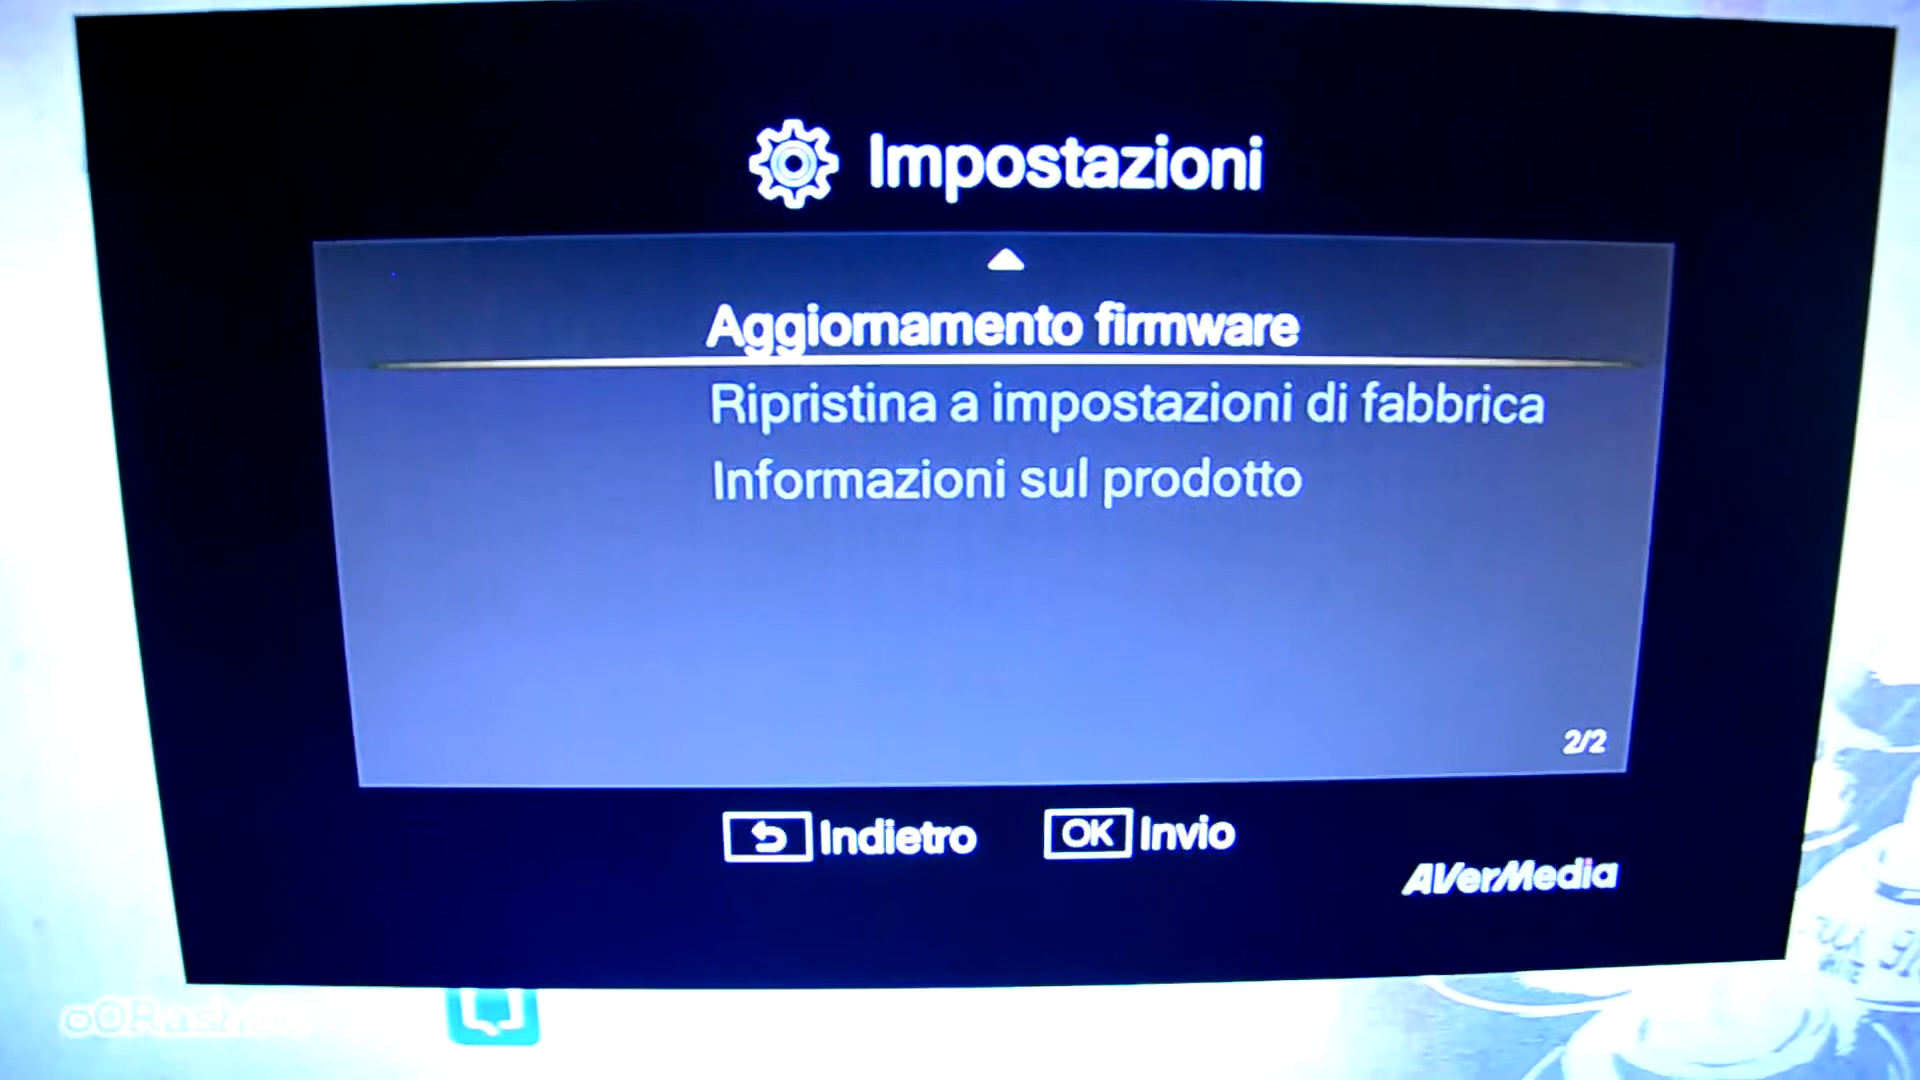 Impostazioni
Aggiornamento firmware
Ripristina a impostazioni di fabbrica
Informazioni sul prodotto
2/2
Indietro
OK Invio
AVerMedia